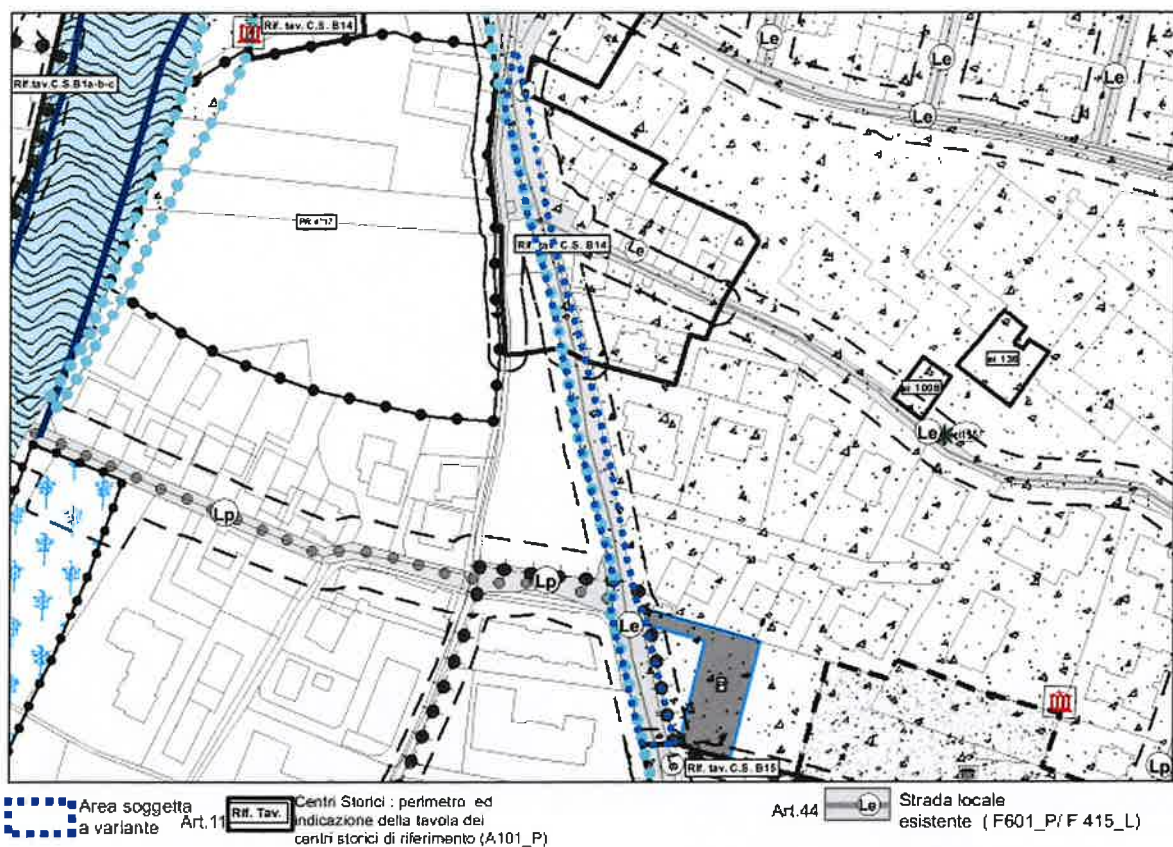 Rif. tav. C.S. B14
Rif. tav. C.S. B1a-b-c
Le
Le
Le
Le
Rif. tav. C.S. B14
Le
Le
Lp
Lp
Le
Rif. tav. C.S. B15
Lp
Area soggetta
a variante
Art.11
Rif. Tav.
Centri Storici : perimetro ed
indicazione della tavola dei
centri storici di riferimento (A101_P)
Art.44
Le
Strada locale
esistente ( F601_P/ F 415_L)